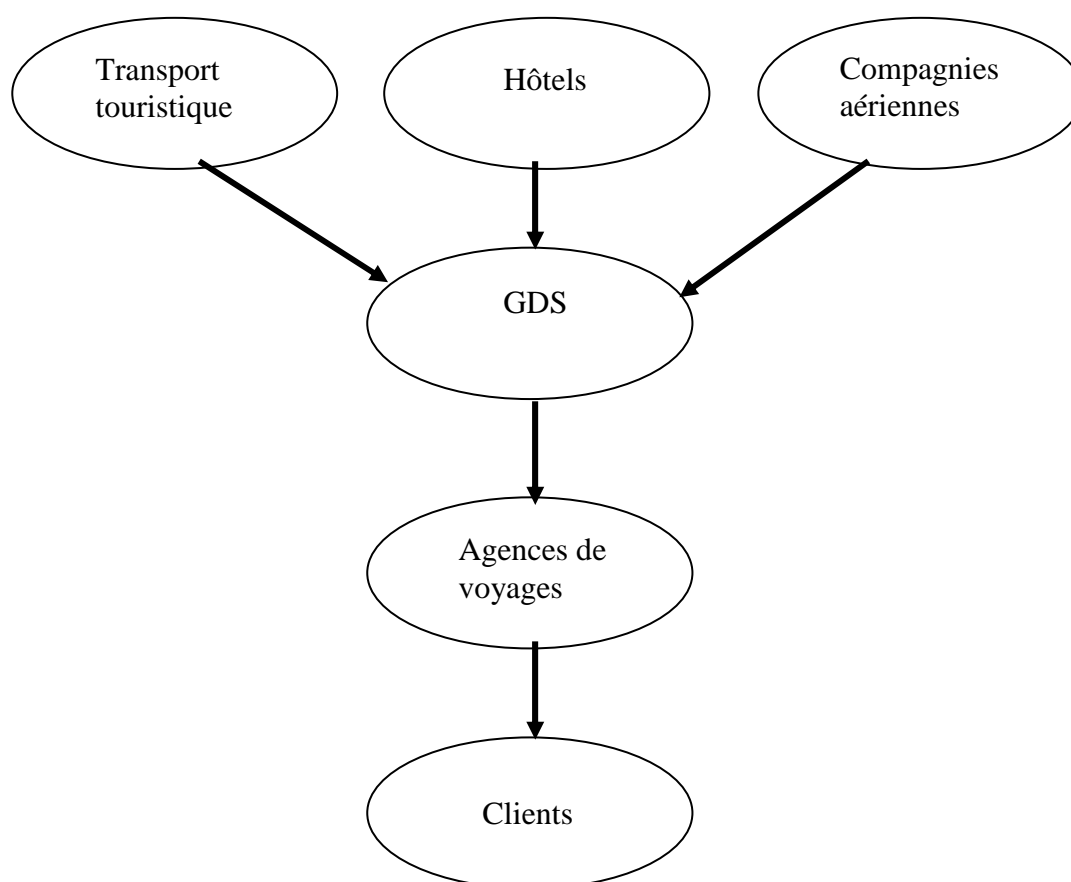 Transport
touristique
Hôtels
Compagnies
aériennes
GDS
Agences de
voyages
Clients